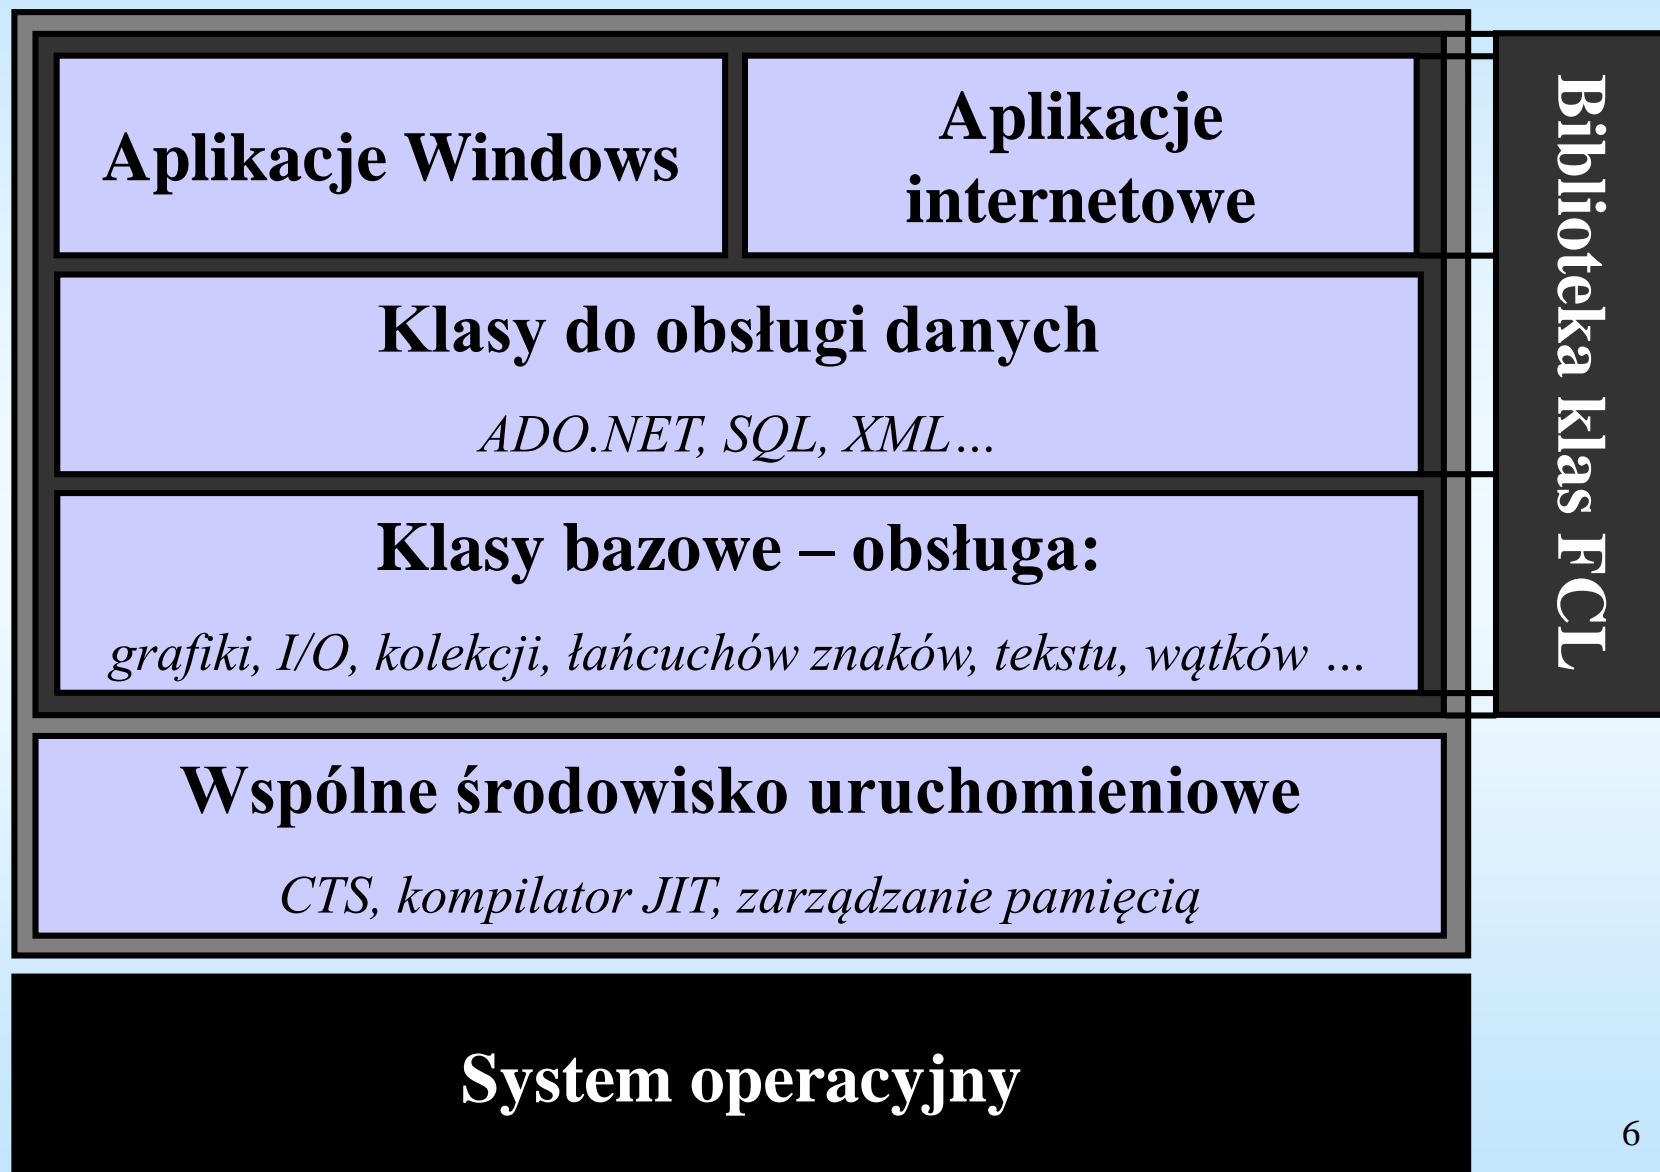 Aplikacje Windows
Aplikacje
internetowe
Klasy do obsługi danych
ADO.NET, SQL, XML…
Klasy bazowe – obsługa:
grafiki, I/O, kolekcji, łańcuchów znaków, tekstu, wątków …
Wspólne środowisko uruchomieniowe
CTS, kompilator JIT, zarządzanie pamięcią
System operacyjny
Biblioteka klas FCL
6